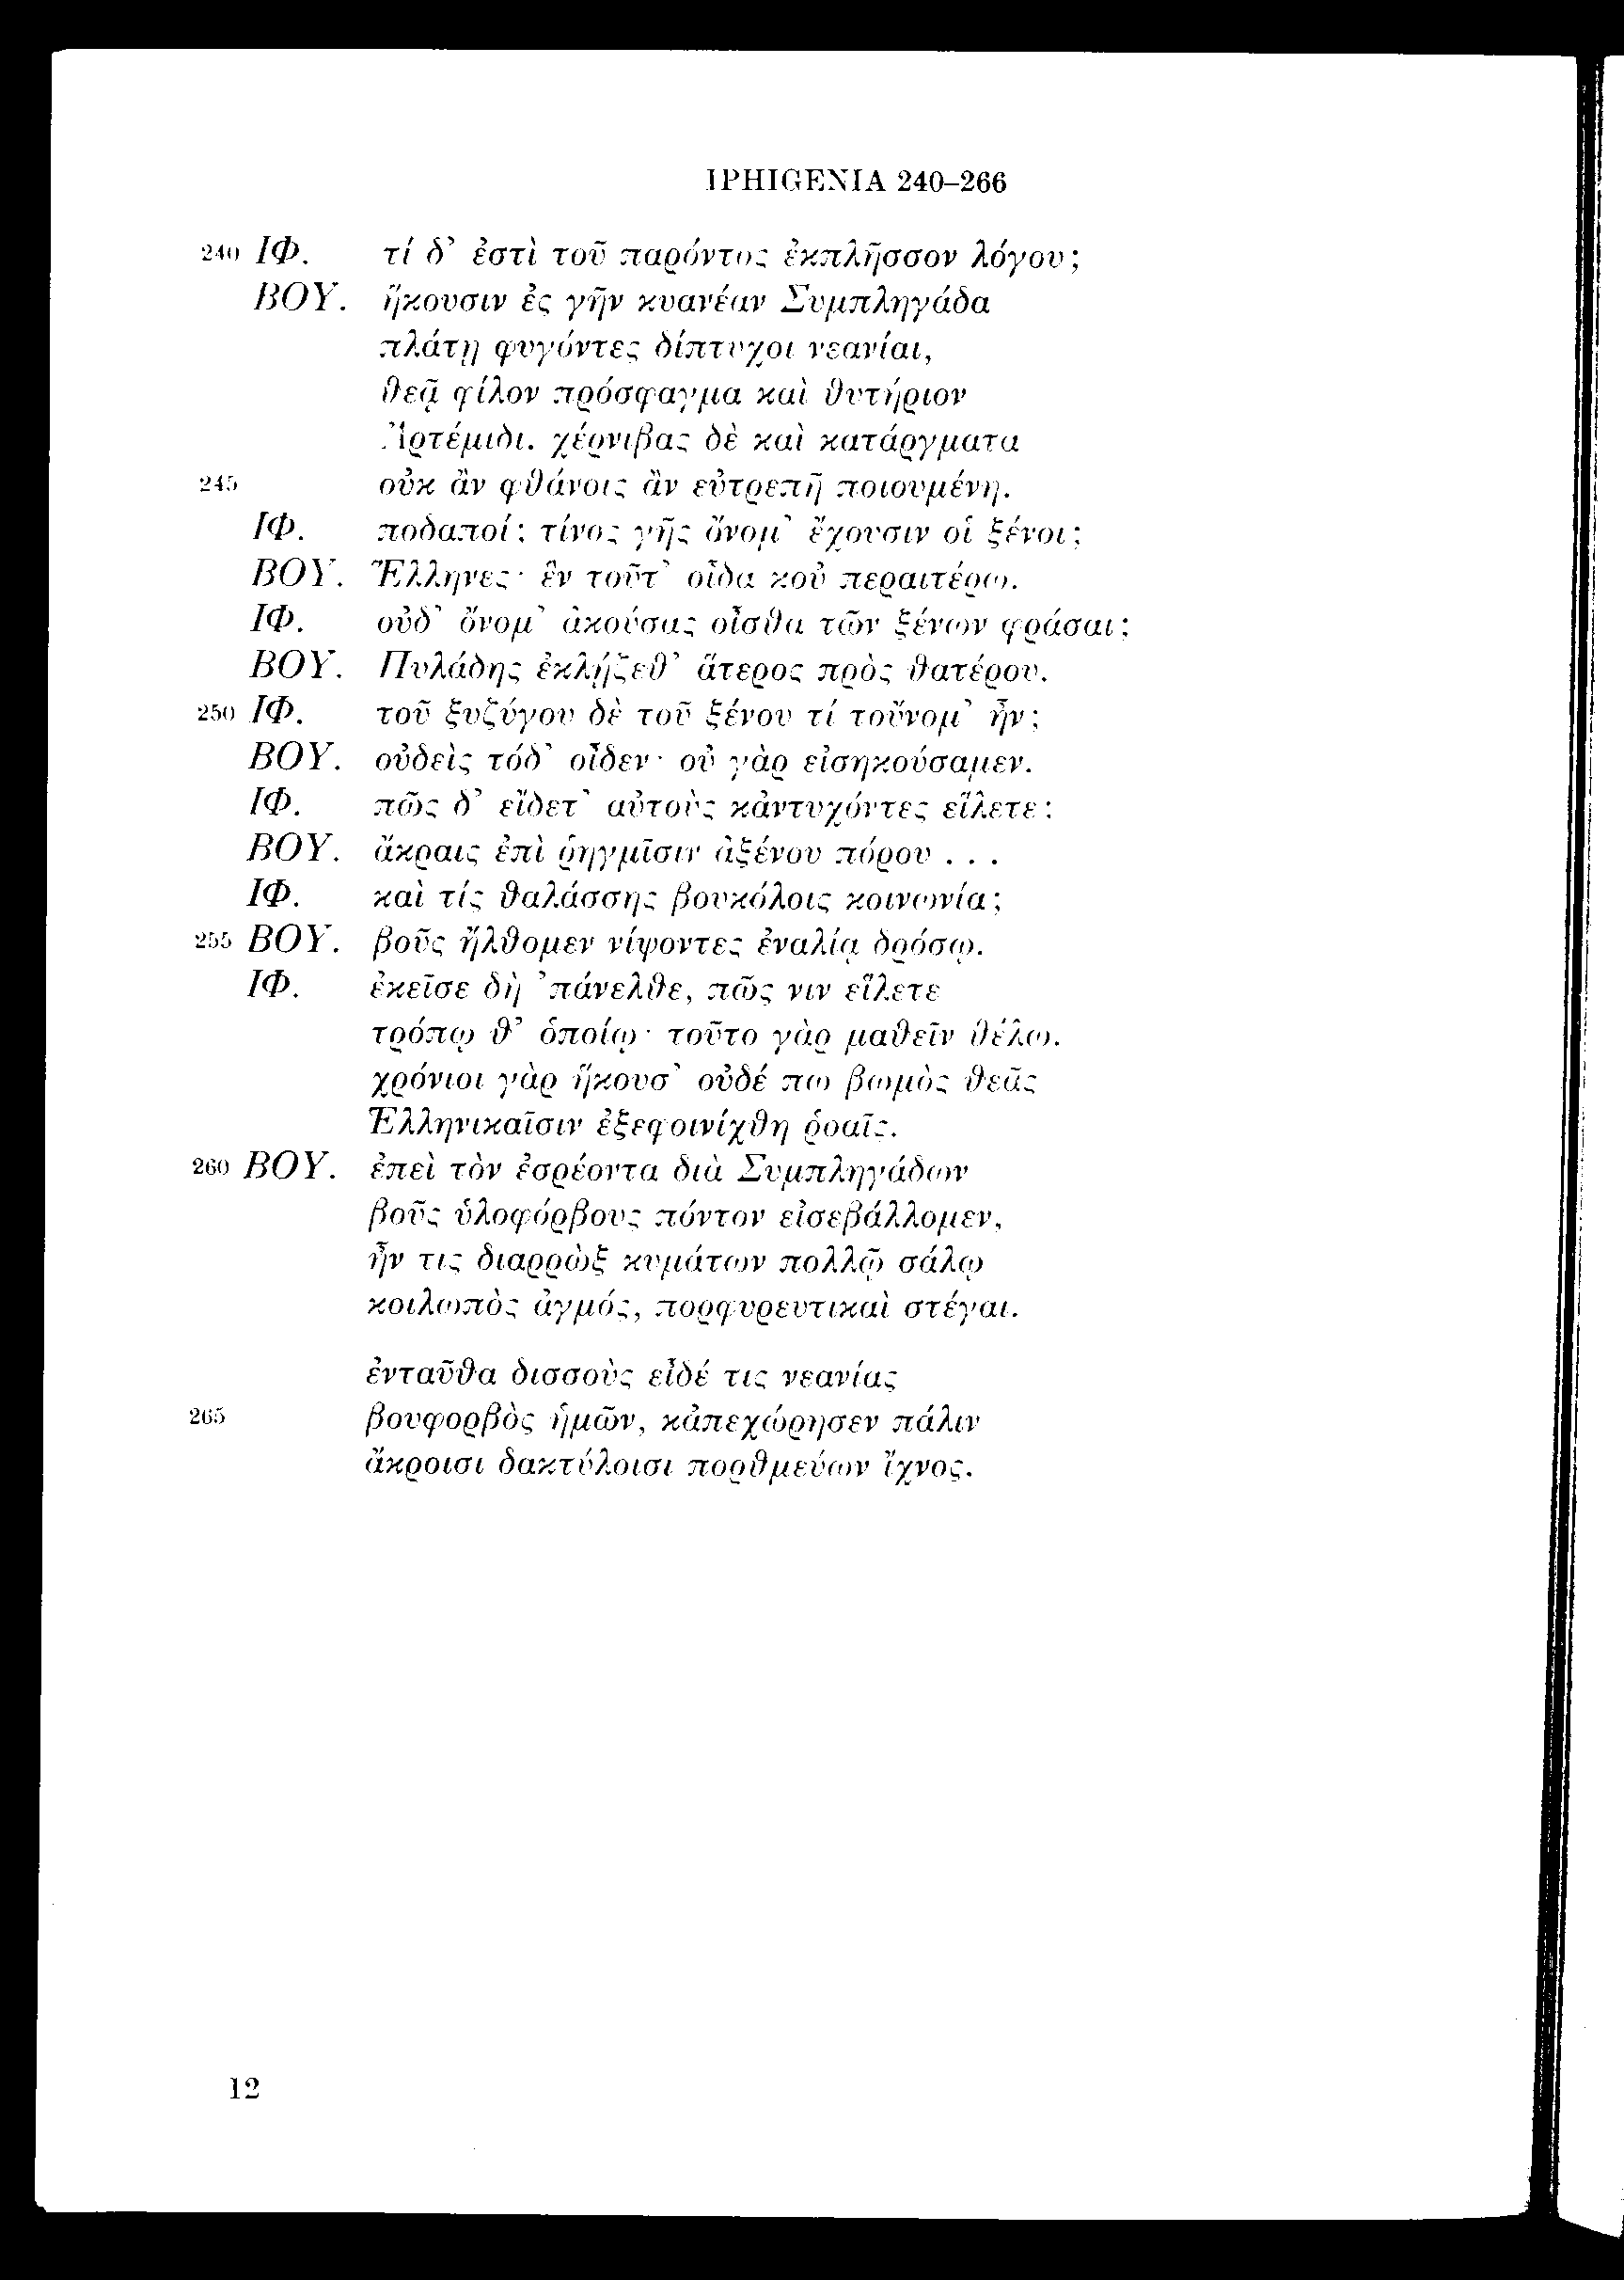 IPHIGENIA 240–266
240 ΙΦ. τί δ᾽ ἐστὶ τοῦ παρόντος ἐκπλῆσσον λόγου;
ΒΟΥ. ἥκουσιν ἐς γῆν κυανέαν Συμπληγάδα
πλάτῃ φυγόντες δίπτυχοι νεανίαι,
θεᾷ φίλον πρόσφαγμα καὶ θυτήριον
Ἀρτέμιδι. χέρνιβας δὲ καὶ κατάργματα
245 οὐκ ἂν φθάνοις ἂν εὐτρεπῆ ποιουμένη.
ΙΦ. ποδαποί; τίνος γῆς ὄνομ᾽ ἔχουσιν οἱ ξένοι;
ΒΟΥ. Ἕλληνες· ἓν τοῦτ᾽ οἶδα κοὐ περαιτέρω.
ΙΦ. οὐδ᾽ ὄνομ᾽ ἀκούσας οἶσθα τῶν ξένων φράσαι;
ΒΟΥ. Πυλάδης ἐκλῄζεθ᾽ ἅτερος πρὸς θατέρου.
250 ΙΦ. τοῦ ξυζύγου δὲ τοῦ ξένου τί τοὔνομ᾽ ἦν;
ΒΟΥ. οὐδεὶς τόδ᾽ οἶδεν· οὐ γὰρ εἰσηκούσαμεν.
ΙΦ. πῶς δ᾽ εἴδετ᾽ αὐτοὺς κἀντυχόντες εἵλετε;
ΒΟΥ. ἄκραις ἐπὶ ῥηγμῖσιν ἀξένου πόρου . . .
ΙΦ. καὶ τίς θαλάσσης βουκόλοις κοινωνία;
255 ΒΟΥ. βοῦς ἤλθομεν νίψοντες ἐναλίᾳ δρόσῳ.
ΙΦ. ἐκεῖσε δὴ ᾽πάνελθε, πῶς νιν εἵλετε
τρόπῳ θ᾽ ὁποίῳ· τοῦτο γὰρ μαθεῖν θέλω.
χρόνιοι γὰρ ἥκουσ᾽ οὐδέ πω βωμὸς θεᾶς
Ἑλληνικαῖσιν ἐξεφοινίχθη ῥοαῖς.
260 ΒΟΥ. ἐπεὶ τὸν ἐσρέοντα διὰ Συμπληγάδων
βοῦς ὑλοφόρβους πόντον εἰσεβάλλομεν,
ἦν τις διαρρὼξ κυμάτων πολλῷ σάλῳ
κοιλωπὸς ἀγμός, πορφυρευτικαὶ στέγαι.
ἐνταῦθα δισσοὺς εἶδέ τις νεανίας
265 βουφορβὸς ἡμῶν, κἀπεχώρησεν πάλιν
ἄκροισι δακτύλοισι πορθμεύων ἴχνος.
12